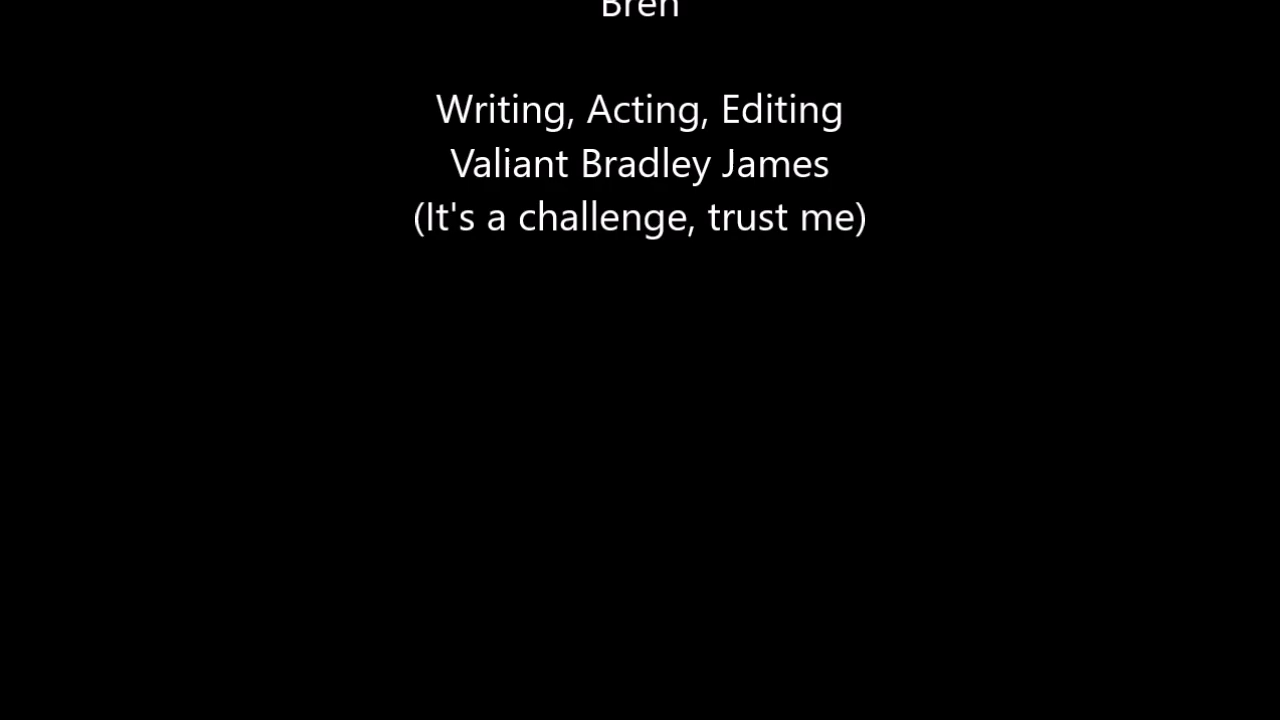 Bren
Writing, Acting, Editing
Valiant Bradley James
(It's a challenge, trust me)